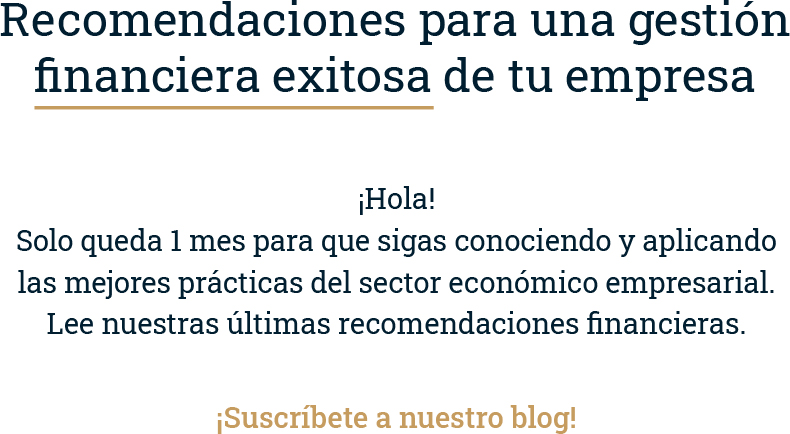 Recomendaciones para una gestión
financiera exitosa de tu empresa
¡Hola!
Solo queda 1 mes para que sigas conociendo y aplicando
las mejores prácticas del sector económico empresarial.
Lee nuestras últimas recomendaciones financieras.
¡Suscríbete a nuestro blog!